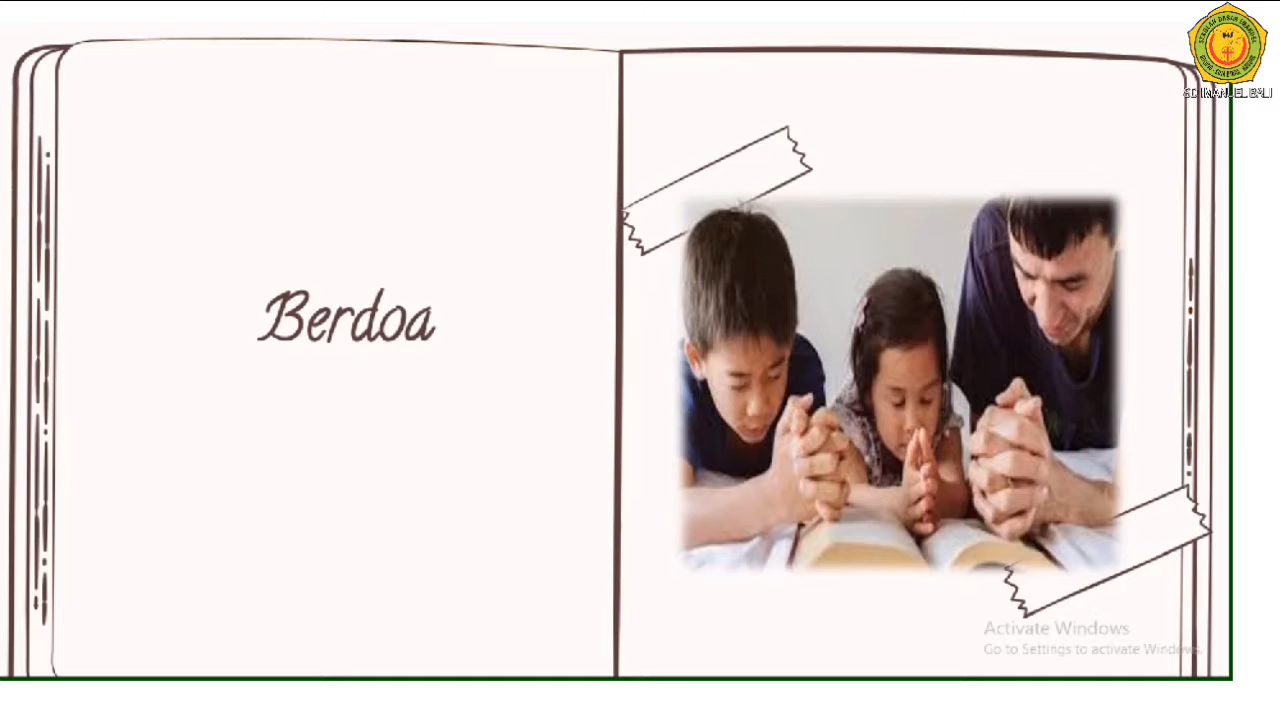 Berdoa
SD IMANUEL BALI
Activate Windows
Go to Settings to activate Windows.